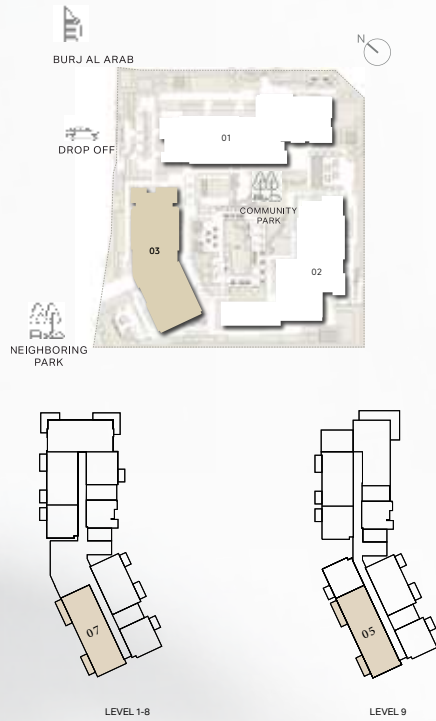 N
BURJ AL ARAB
DROP OFF
01
COMMUNITY
PARK
03
02
NEIGHBORING
PARK
07
05
LEVEL 1-8
LEVEL 9